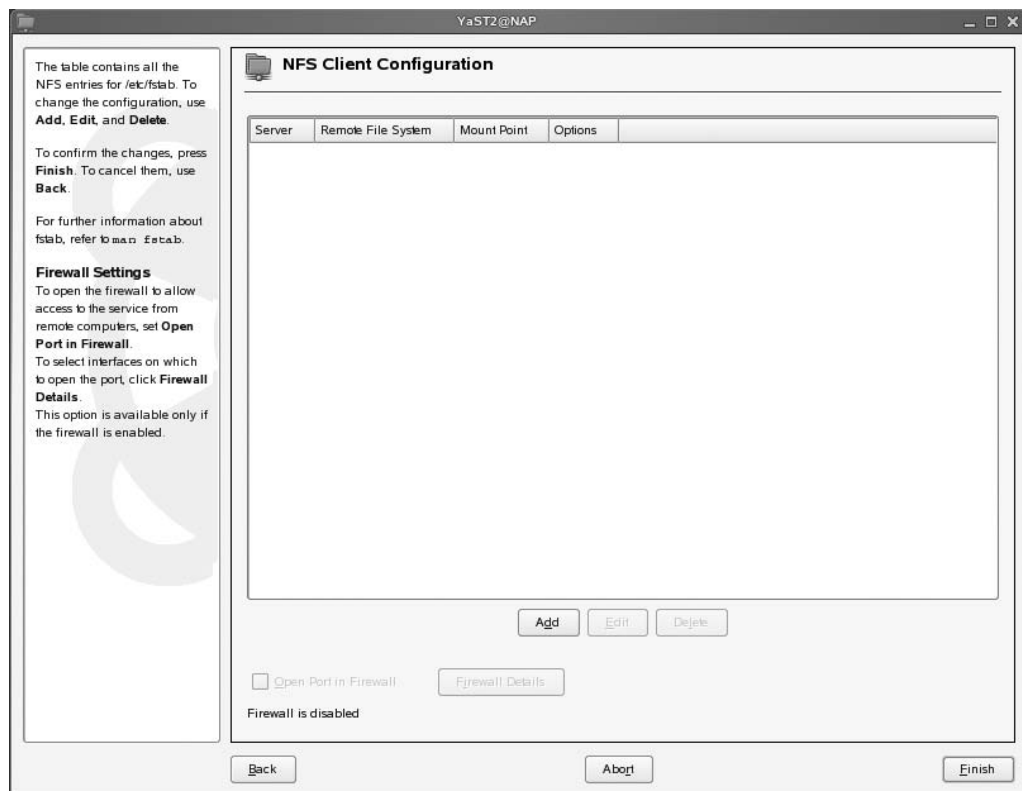 YaST2@NAP
The table contains all the
NFS entries for /etc/fstab. To
change the configuration, use
Add, Edit, and Delete.
To confirm the changes, press
Finish. To cancel them, use
Back.
For further information about
fstab, refer to man fstab.
Firewall Settings
To open the firewall to allow
access to the service from
remote computers, set Open
Port in Firewall.
To select interfaces on which
to open the port, click Firewall
Details.
This option is available only if
the firewall is enabled.
NFS Client Configuration
Server Remote File System Mount Point Options
Add Edit Delete
Open Port in Firewall Firewall Details
Firewall is disabled
Back Abort Finish